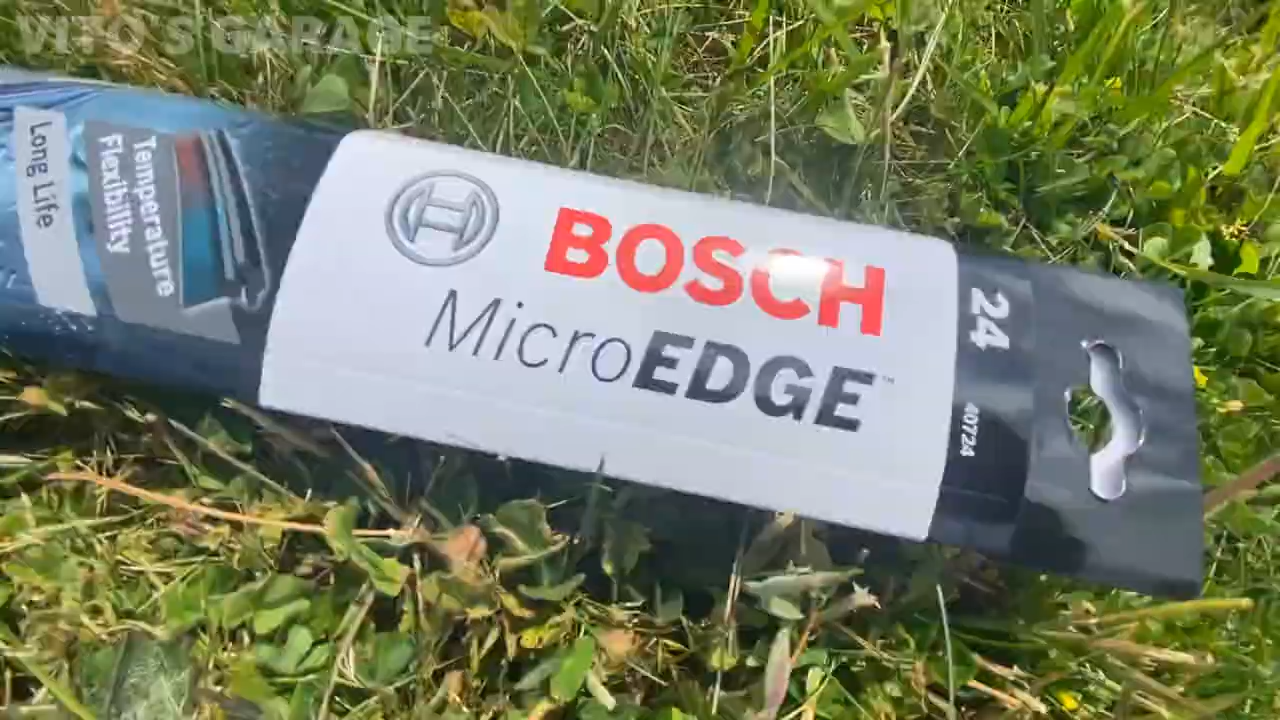 VITO'S GARAGE
Long Life
Temperature
Flexibility
BOSCH
MicroEDGE™
24
40724